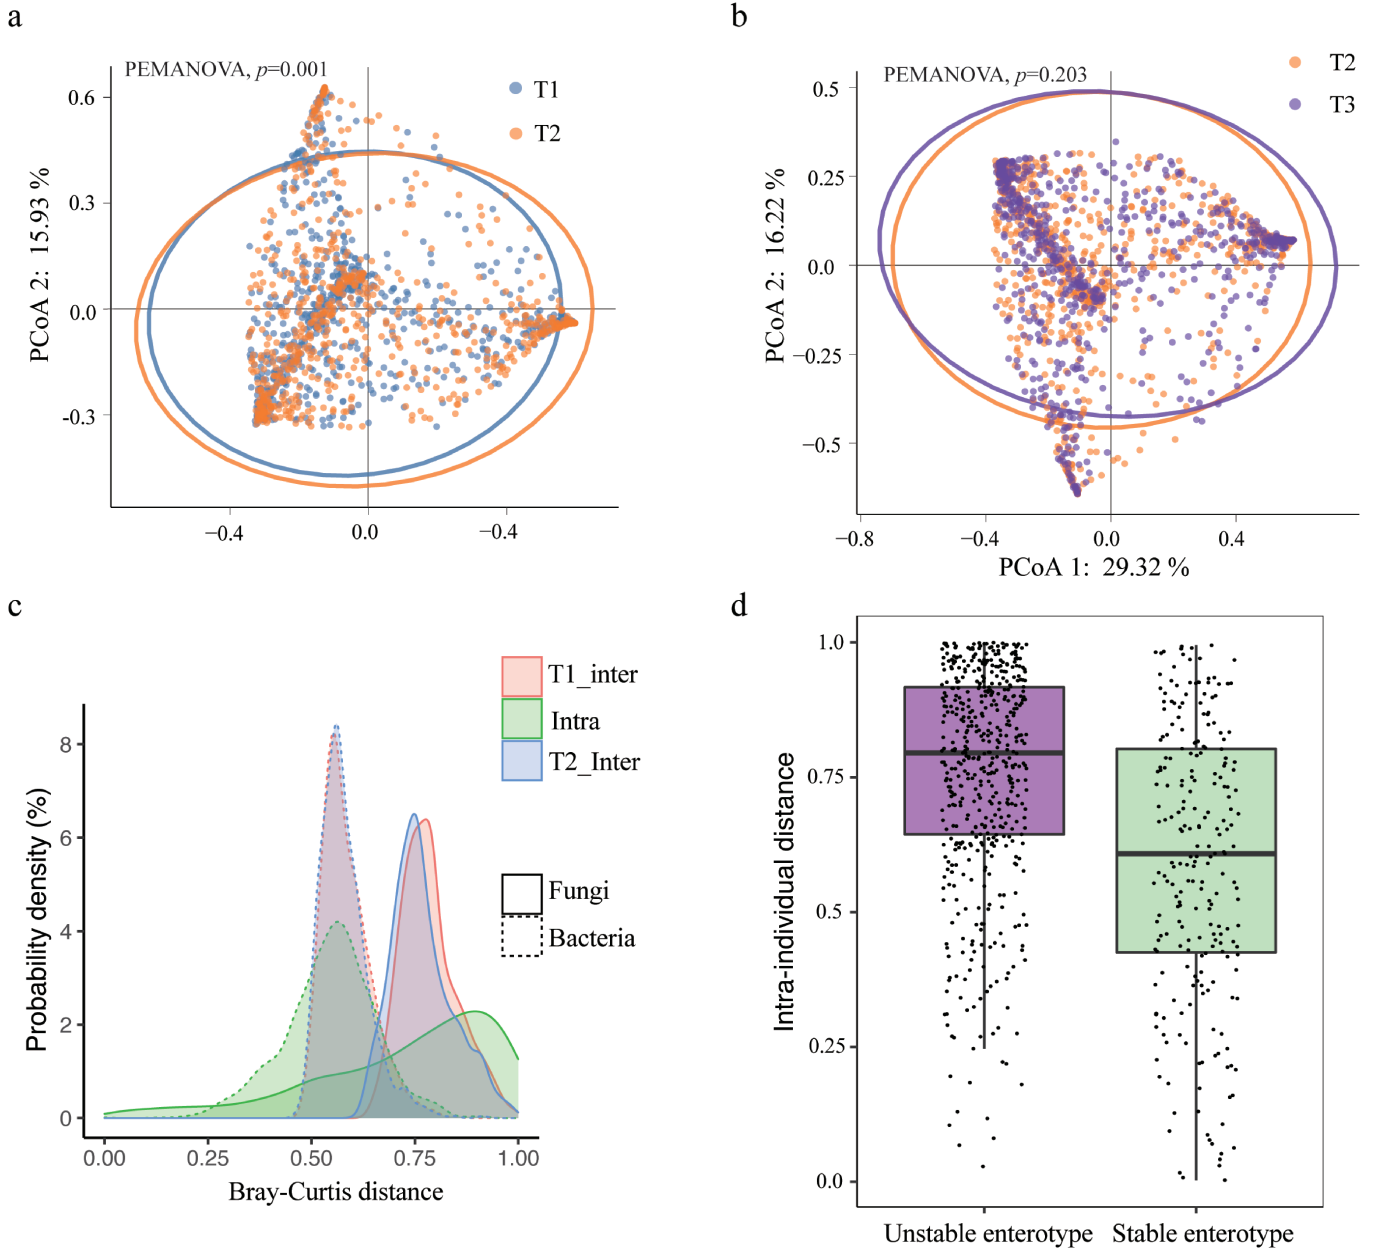 a
PEMANOVA, p=0.001
T1
T2
PCoA 2: 15.93 %
0.6
0.3
0.0
-0.3
−0.4
0.0
−0.4
b
PEMANOVA, p=0.203
T2
T3
PCoA 2: 16.22 %
0.5
0.25
0.0
−0.25
−0.5
−0.8
−0.4
0.0
0.4
PCoA 1: 29.32 %
c
T1_inter
Intra
T2_Inter
Fungi
Bacteria
Probability density (%)
8
6
4
2
0
0.00
0.25
0.50
0.75
1.00
Bray-Curtis distance
d
Intra-individual distance
1.0
0.75
0.5
0.25
0.0
Unstable enterotype
Stable enterotype